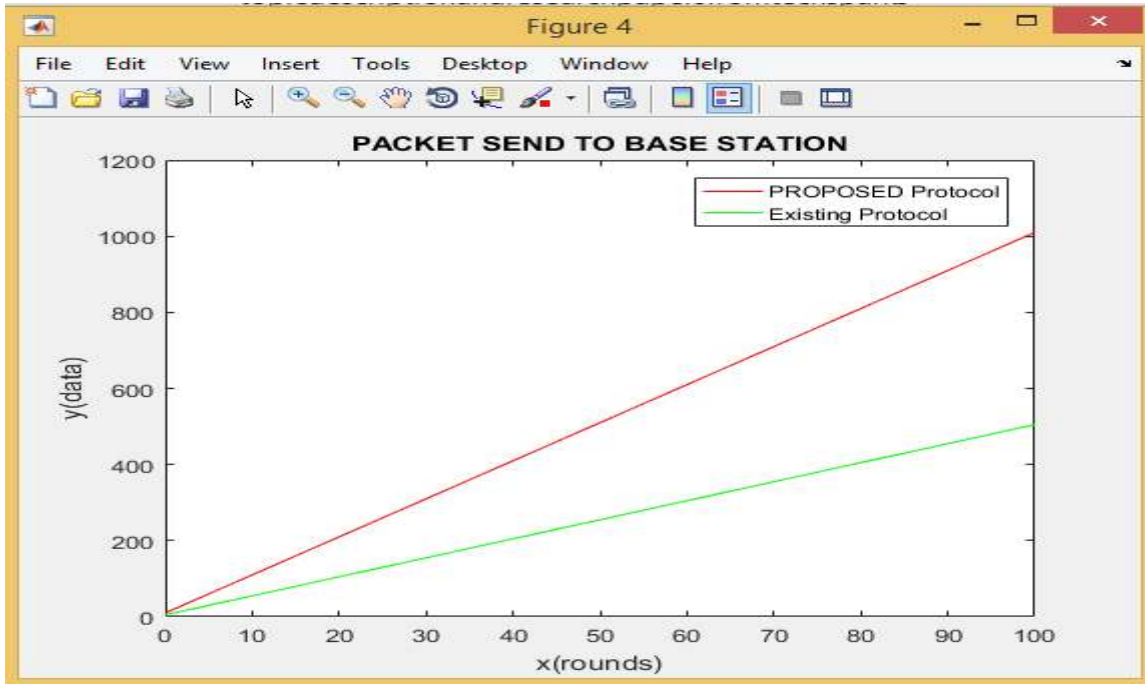 Figure 4
File Edit View Insert Tools Desktop Window Help
PACKET SEND TO BASE STATION
PROPOSED Protocol
Existing Protocol
1200
1000
800
600
400
200
0
y(data)
0 10 20 30 40 50 60 70 80 90 100
x(rounds)